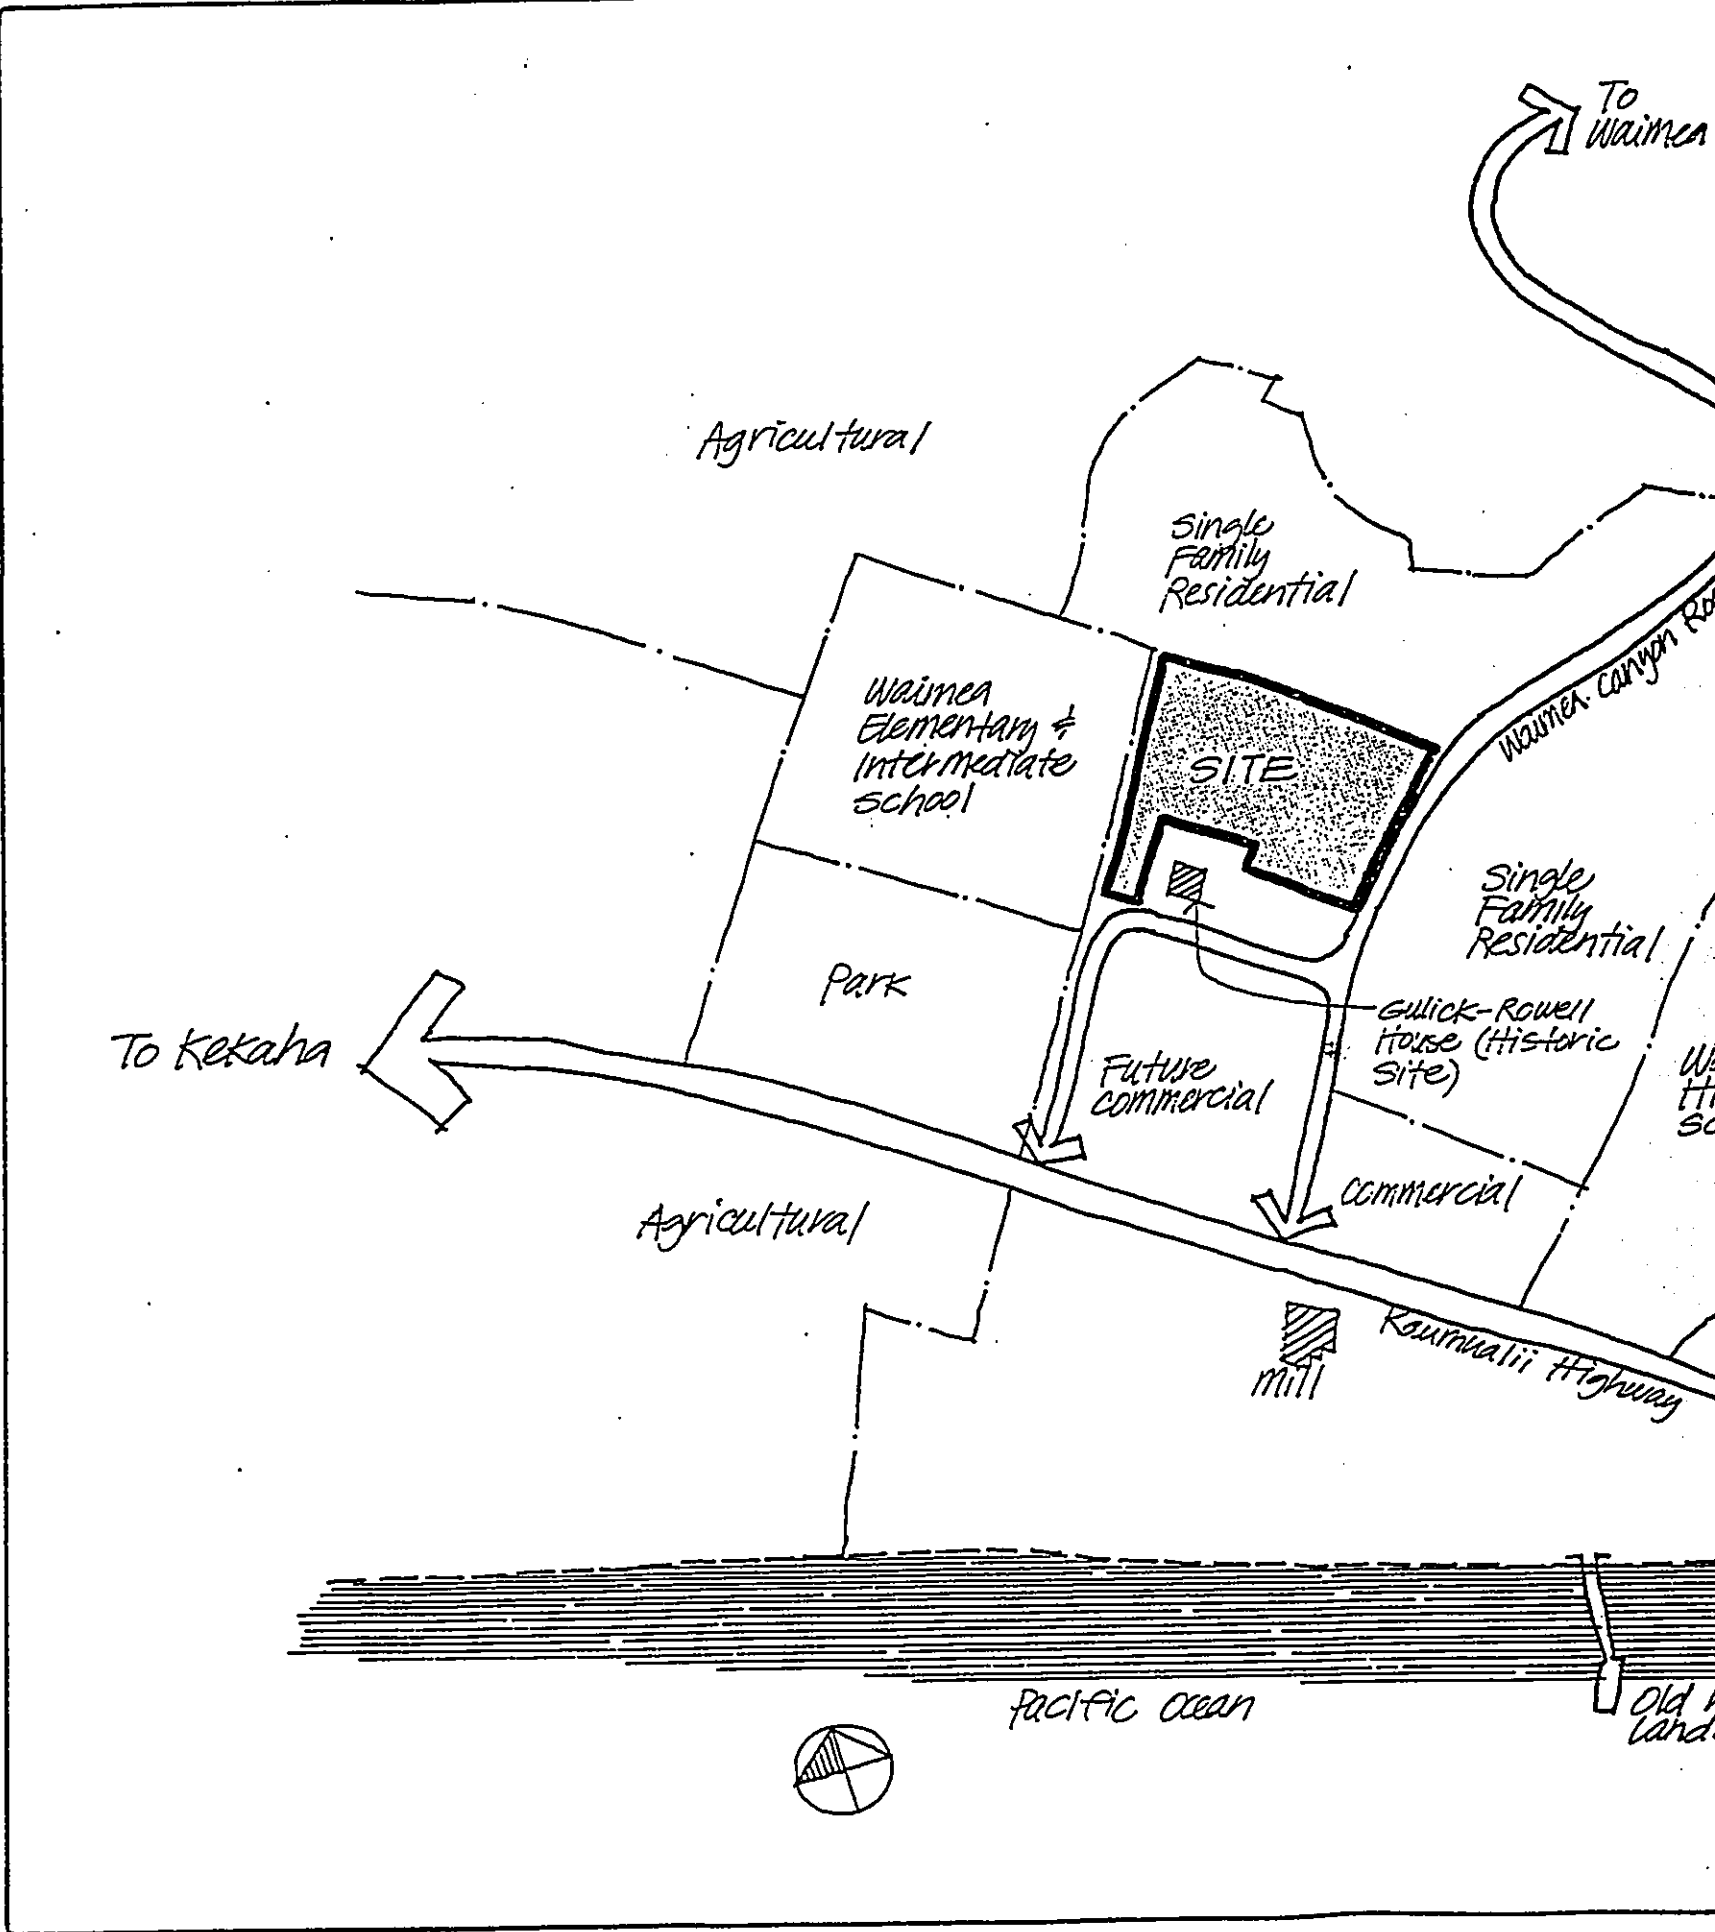 To
Waimea
Agricultural
Single
Family
Residential
Waimea
Elementary &
Intermediate
School
SITE
Waimea Canyon
Single
Family
Residential
Park
To Kekaha
Gulick-Rowell
House (Historic
Site)
Future
Commercial
Commercial
Agricultural
Kaumualii Highway
Mill
Pacific Ocean
Old